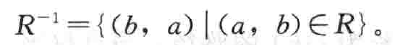 R⁻¹={(b, a)|(a, b)∈R}。